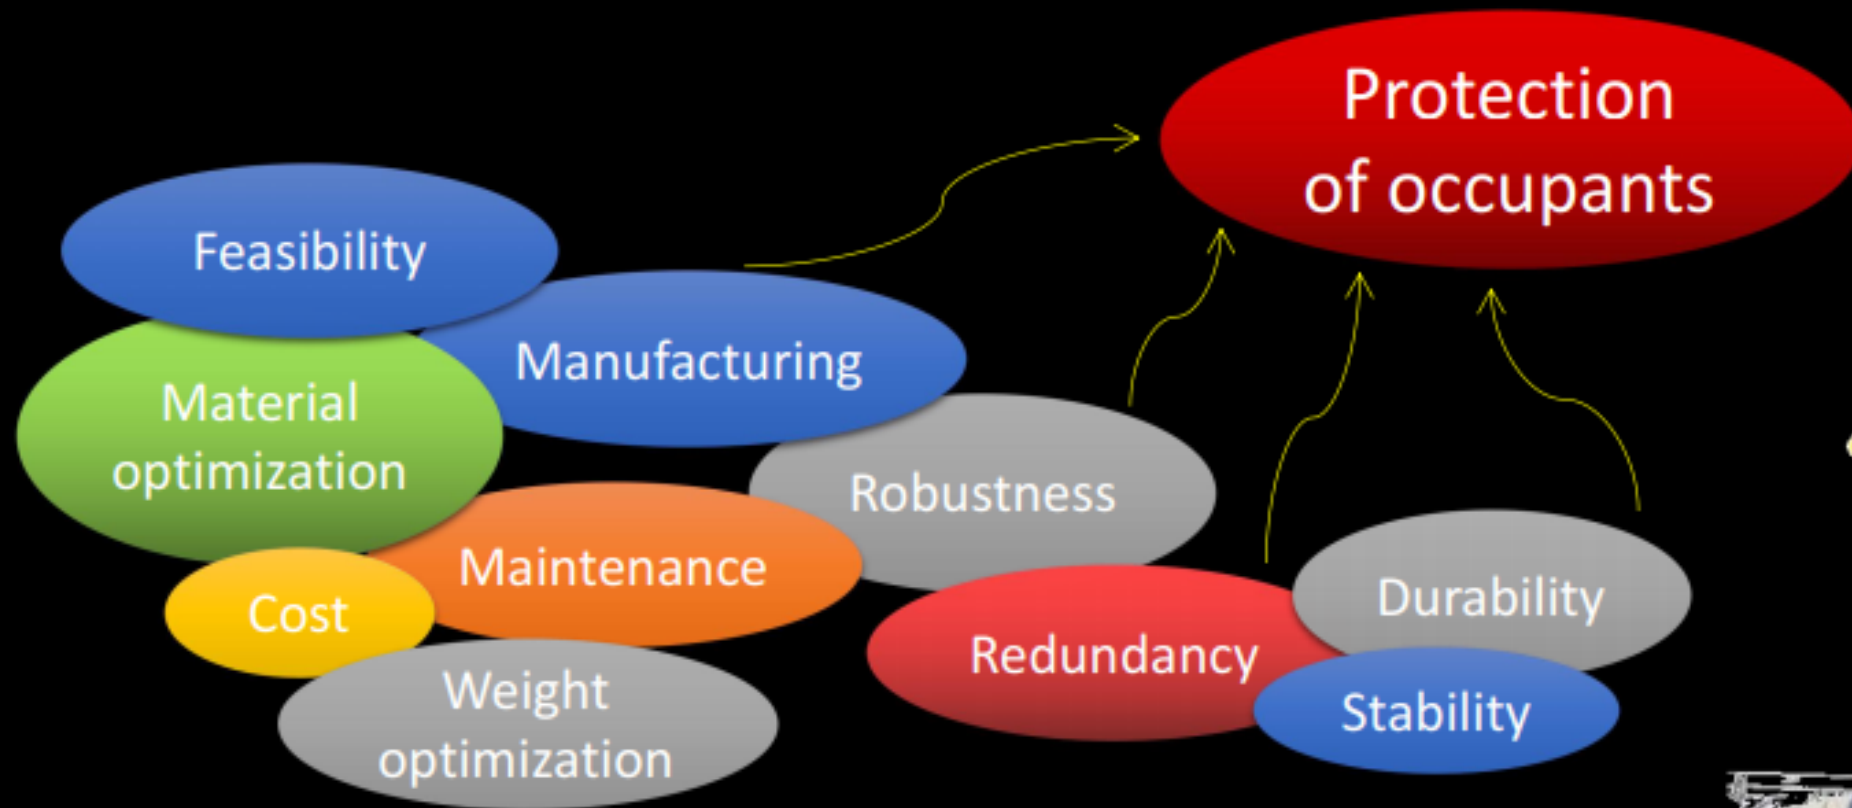 Protection
of occupants
Feasibility
Manufacturing
Material
optimization
Robustness
Maintenance
Cost
Durability
Redundancy
Weight
optimization
Stability